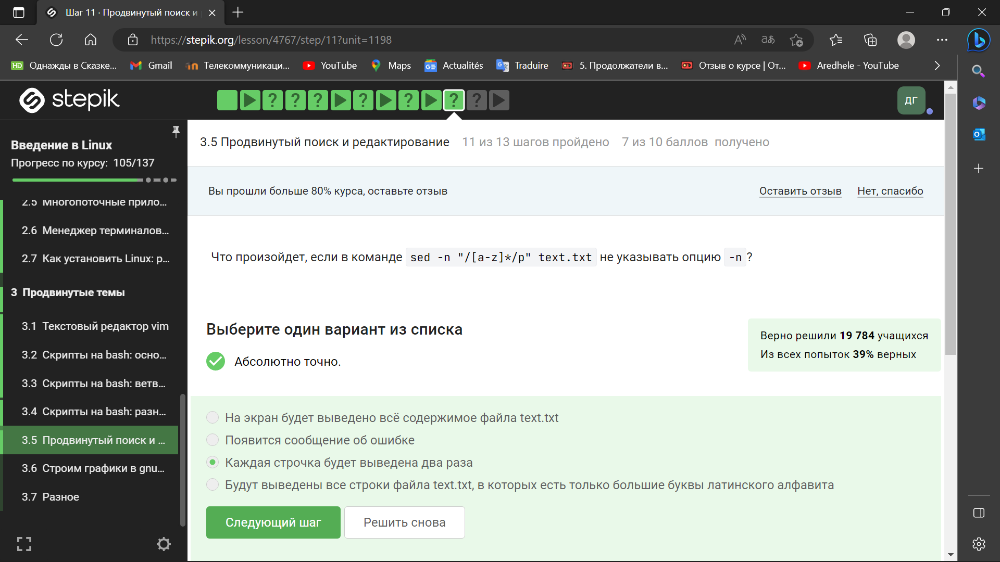 Шаг 11 · Продвинутый поиск и
https://stepik.org/lesson/4767/step/11?unit=1198
Однажды в Сказке...
Gmail
Телекоммуникаци...
YouTube
Maps
Actualités
Traduire
5. Продолжатели в...
Отзыв о курсе | От...
Aredhele - YouTube
stepik
ДГ
Введение в Linux
Прогресс по курсу: 105/137
2.5 Многопоточные прило...
2.6 Менеджер терминалов...
2.7 Как установить Linux: р...
3 Продвинутые темы
3.1 Текстовый редактор vim
3.2 Скрипты на bash: осно...
3.3 Скрипты на bash: ветв...
3.4 Скрипты на bash: разн...
3.5 Продвинутый поиск и ...
3.6 Строим графики в gnu...
3.7 Разное
3.5 Продвинутый поиск и редактирование 11 из 13 шагов пройдено 7 из 10 баллов получено
Вы прошли больше 80% курса, оставьте отзыв
Оставить отзыв
Нет, спасибо
Что произойдет, если в команде sed -n "/[a-z]*/p" text.txt не указывать опцию -n?
Выберите один вариант из списка
Абсолютно точно.
Верно решили 19 784 учащихся
Из всех попыток 39% верных
На экран будет выведено всё содержимое файла text.txt
Появится сообщение об ошибке
Каждая строчка будет выведена два раза
Будут выведены все строки файла text.txt, в которых есть только большие буквы латинского алфавита
Следующий шаг
Решить снова